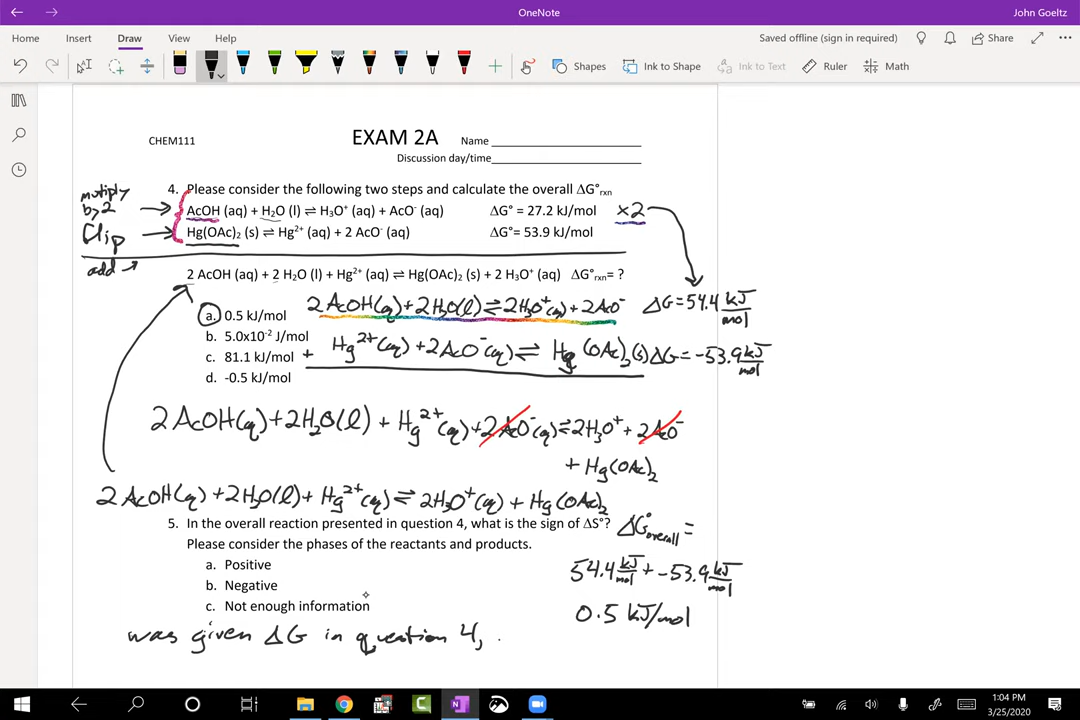 OneNote
John Goeltz
Home Insert Draw View Help
Saved offline (sign in required)
Share
Shapes
Ink to Shape
Ink to Text
Ruler
Math
CHEM111
EXAM 2A
Name
Discussion day/time
multiply
by 2
flip
add
4. Please consider the following two steps and calculate the overall ΔG°rxn
AcOH (aq) + H₂O (l) ⇌ H₃O⁺ (aq) + AcO⁻ (aq) ΔG° = 27.2 kJ/mol ×2
Hg(OAc)₂ (s) ⇌ Hg²⁺ (aq) + 2 AcO⁻ (aq) ΔG°= 53.9 kJ/mol
2 AcOH (aq) + 2 H₂O (l) + Hg²⁺ (aq) ⇌ Hg(OAc)₂ (s) + 2 H₃O⁺ (aq) ΔG°rxn= ?
2AcOH(aq)+2H₂O(l)⇌2H₃O⁺(aq)+2AcO⁻ ΔG=54.4 kJ/mol
a. 0.5 kJ/mol
b. 5.0x10⁻² J/mol
c. 81.1 kJ/mol
d. -0.5 kJ/mol
+ Hg²⁺(aq)+2AcO⁻(aq)⇌ Hg(OAc)₂(s) ΔG=-53.9 kJ/mol
2AcOH(aq)+2H₂O(l)+Hg²⁺(aq)+2AcO⁻(aq)⇌2H₃O⁺+2AcO⁻
+ Hg(OAc)₂
2AcOH(aq)+2H₂O(l)+Hg²⁺(aq)⇌2H₃O⁺(aq)+Hg(OAc)₂
5. In the overall reaction presented in question 4, what is the sign of ΔS°?
Please consider the phases of the reactants and products.
a. Positive
b. Negative
c. Not enough information
ΔG°overall =
54.4 kJ/mol + -53.9 kJ/mol
0.5 kJ/mol
was given ΔG in question 4,
1:04 PM
3/25/2020